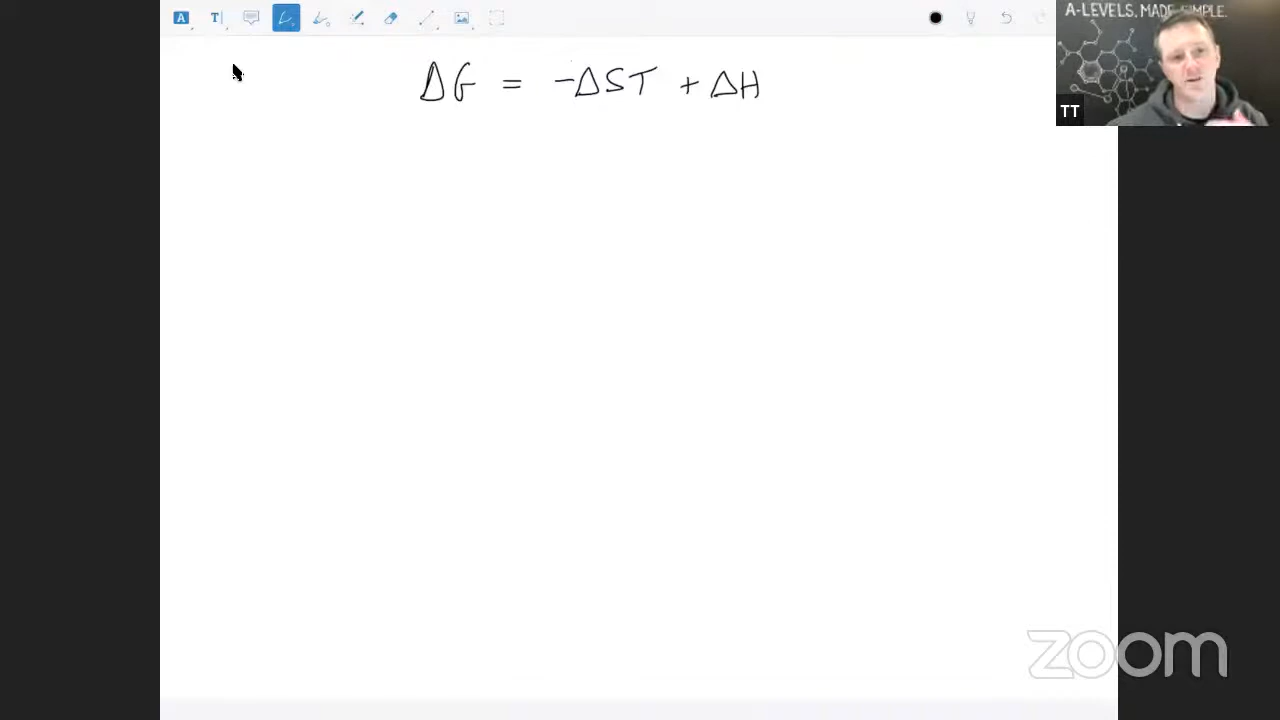 A-LEVELS, MADE SIMPLE.
A T
ΔG = -ΔST + ΔH
TT
zoom